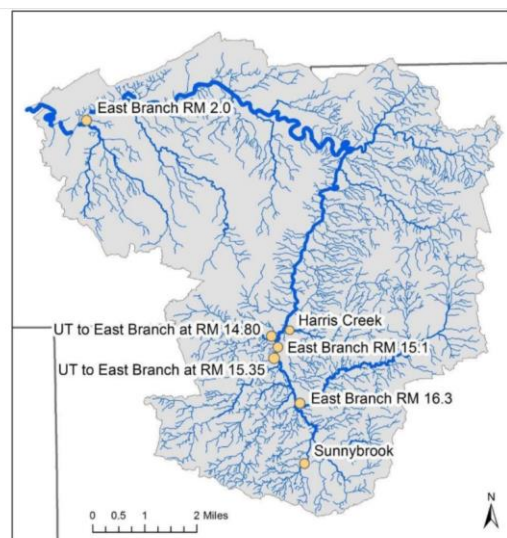 East Branch RM 2.0
Harris Creek
UT to East Branch at RM 14.80
East Branch RM 15.1
UT to East Branch at RM 15.35
East Branch RM 16.3
Sunnybrook
N
0 0.5 1 2 Miles